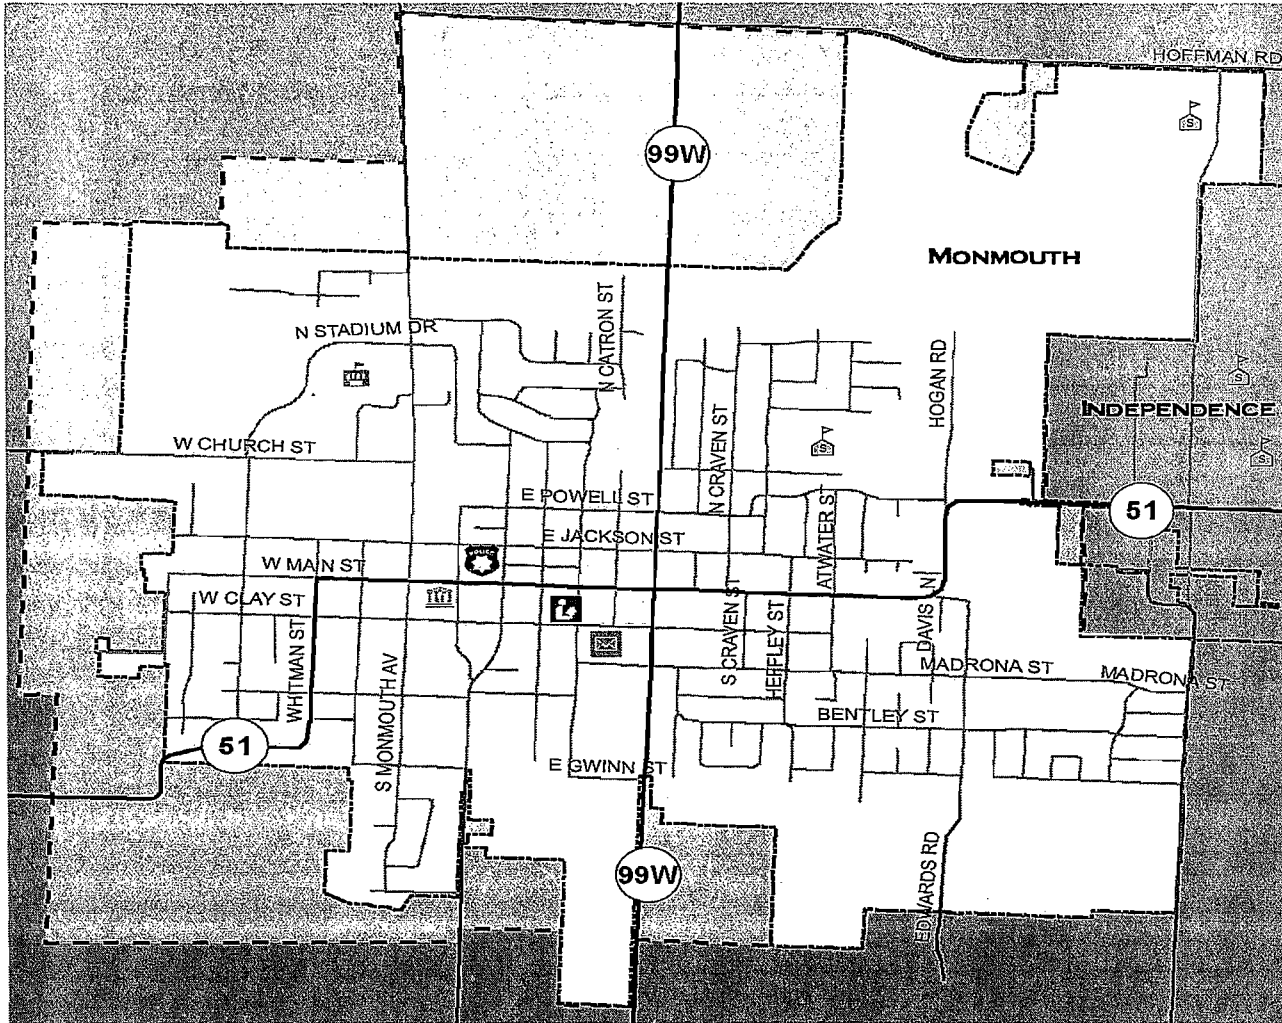 HOFFMAN RD
99W
S
MONMOUTH
N CATRON ST
N STADIUM DR
HOGAN RD
S
INDEPENDENCE
N CRAVEN ST
W CHURCH ST
S
S
E POWELL ST
ATWATER ST
51
E JACKSON ST
POLICE
W MAIN ST
W CLAY ST
S CRAVEN ST
HEFFLEY ST
DAVIS LN
WHITMAN ST
MADRONA ST
MADRONA ST
S MONMOUTH AV
BENTLEY ST
51
E GWINN ST
EDWARDS RD
99W